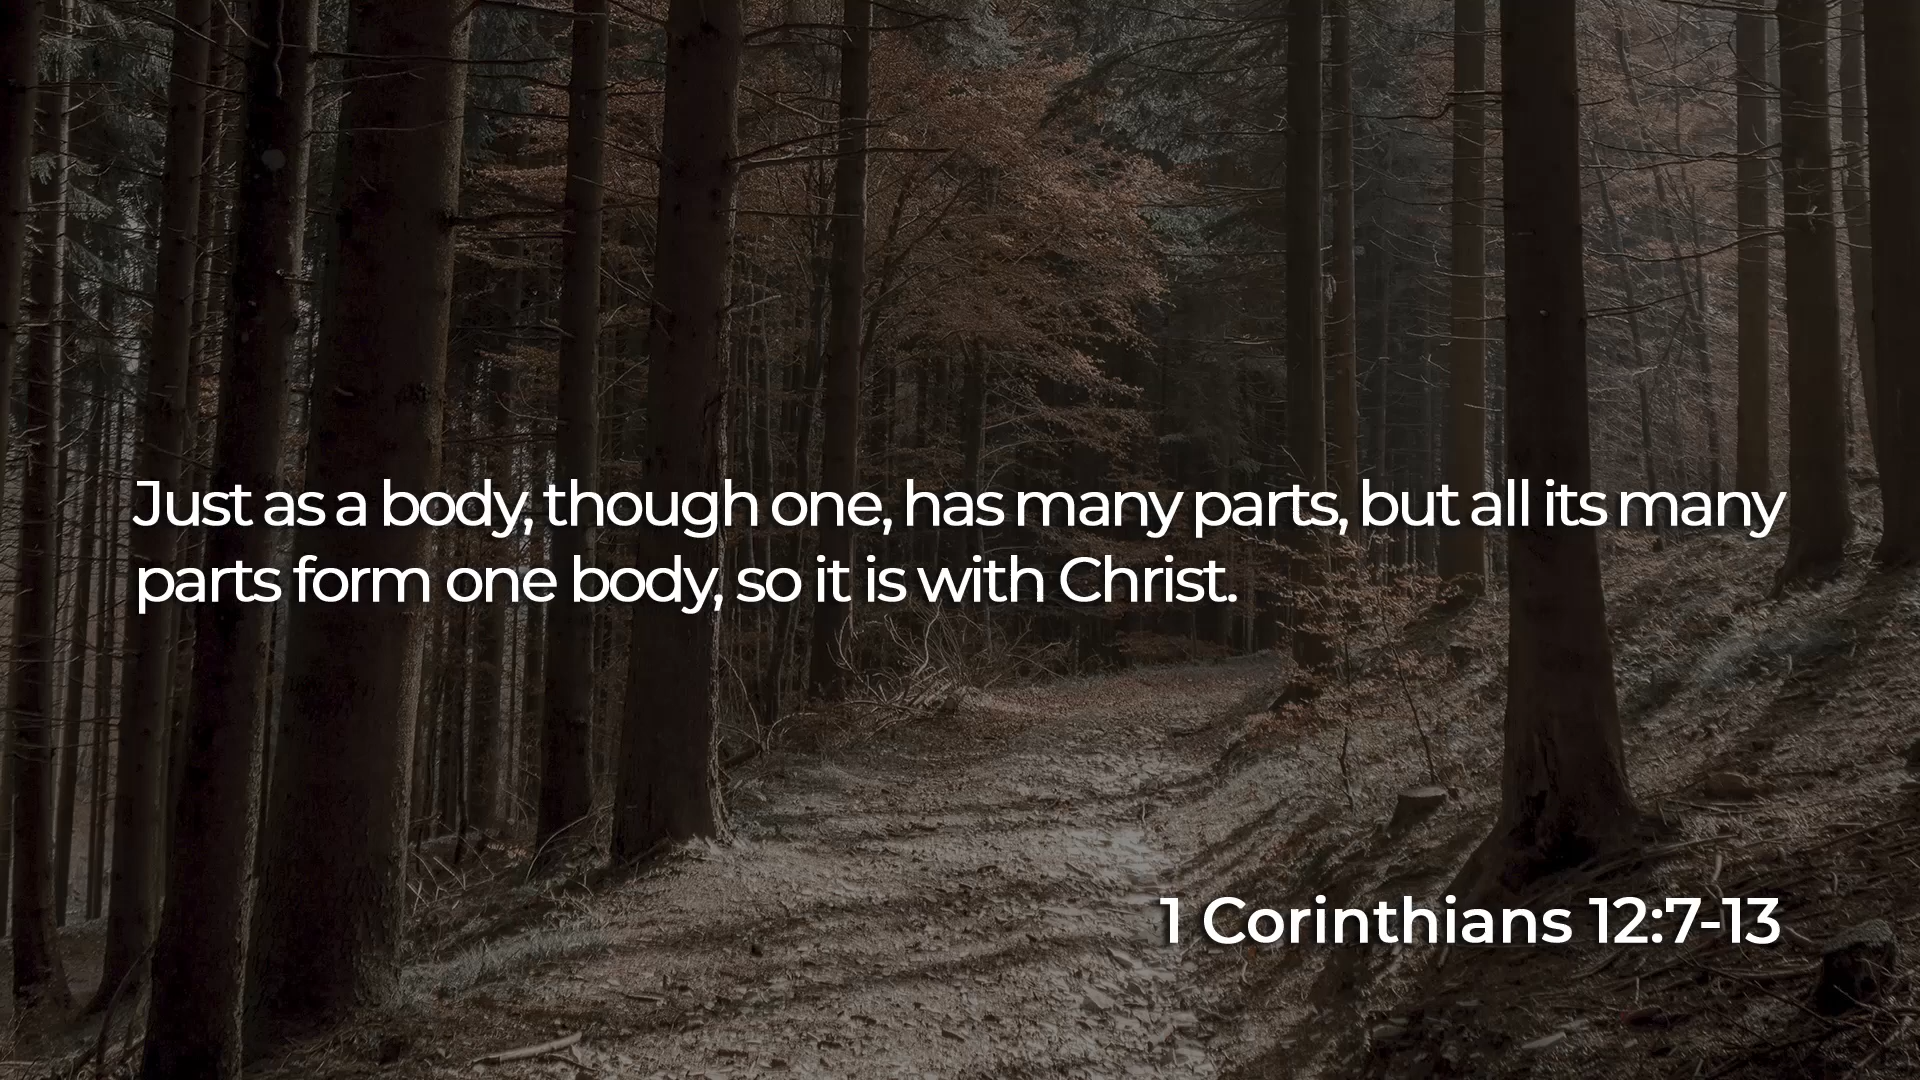 Just as a body, though one, has many parts, but all its many
parts form one body, so it is with Christ.
1 Corinthians 12:7-13